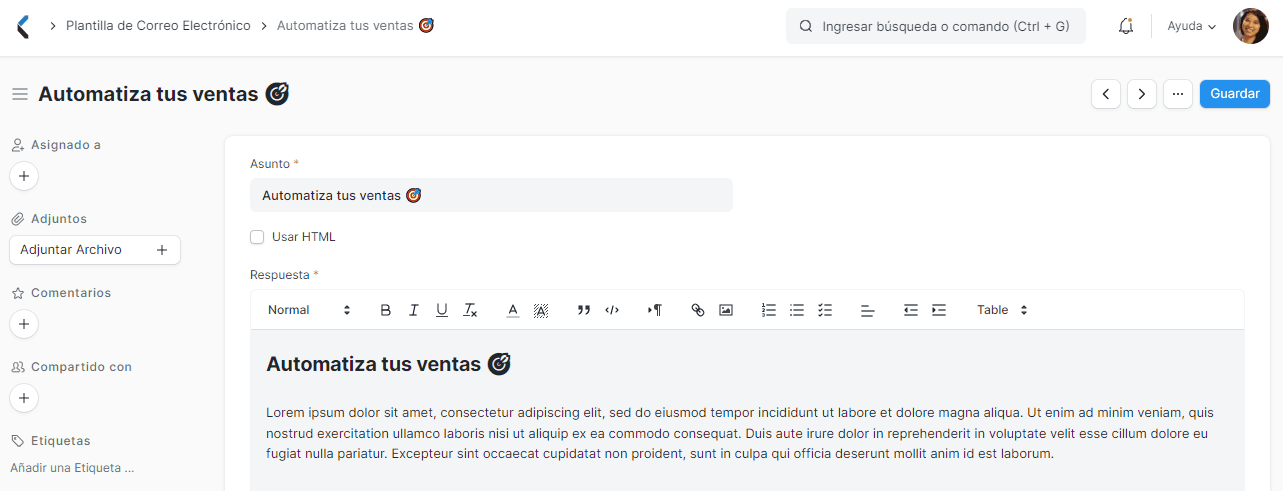 Plantilla de Correo Electrónico Automatiza tus ventas 🎯
Ingresar búsqueda o comando (Ctrl + G)
Ayuda
Automatiza tus ventas 🎯
Guardar
Asignado a
Adjuntos
Adjuntar Archivo
Comentarios
Compartido con
Etiquetas
Añadir una Etiqueta ...
Asunto *
Automatiza tus ventas 🎯
Usar HTML
Respuesta *
Normal
Table
Automatiza tus ventas 🎯
Lorem ipsum dolor sit amet, consectetur adipiscing elit, sed do eiusmod tempor incididunt ut labore et dolore magna aliqua. Ut enim ad minim veniam, quis
nostrud exercitation ullamco laboris nisi ut aliquip ex ea commodo consequat. Duis aute irure dolor in reprehenderit in voluptate velit esse cillum dolore eu
fugiat nulla pariatur. Excepteur sint occaecat cupidatat non proident, sunt in culpa qui officia deserunt mollit anim id est laborum.